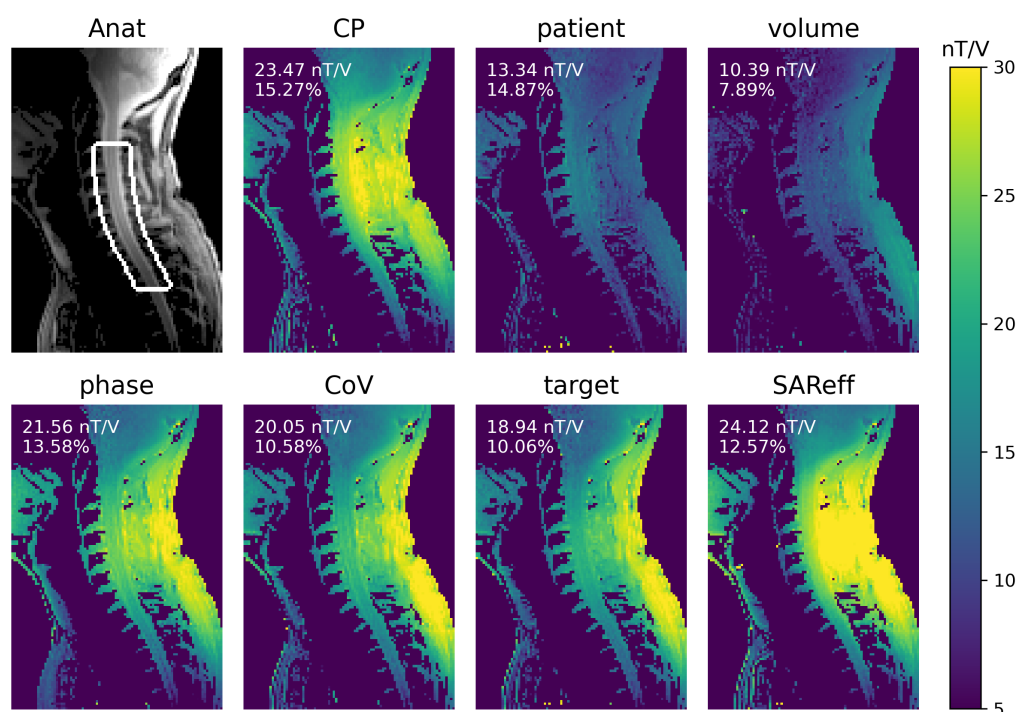 Anat
CP
patient
volume
nT/V
23.47 nT/V
15.27%
13.34 nT/V
14.87%
10.39 nT/V
7.89%
30
25
20
15
10
5
phase
CoV
target
SAReff
21.56 nT/V
13.58%
20.05 nT/V
10.58%
18.94 nT/V
10.06%
24.12 nT/V
12.57%